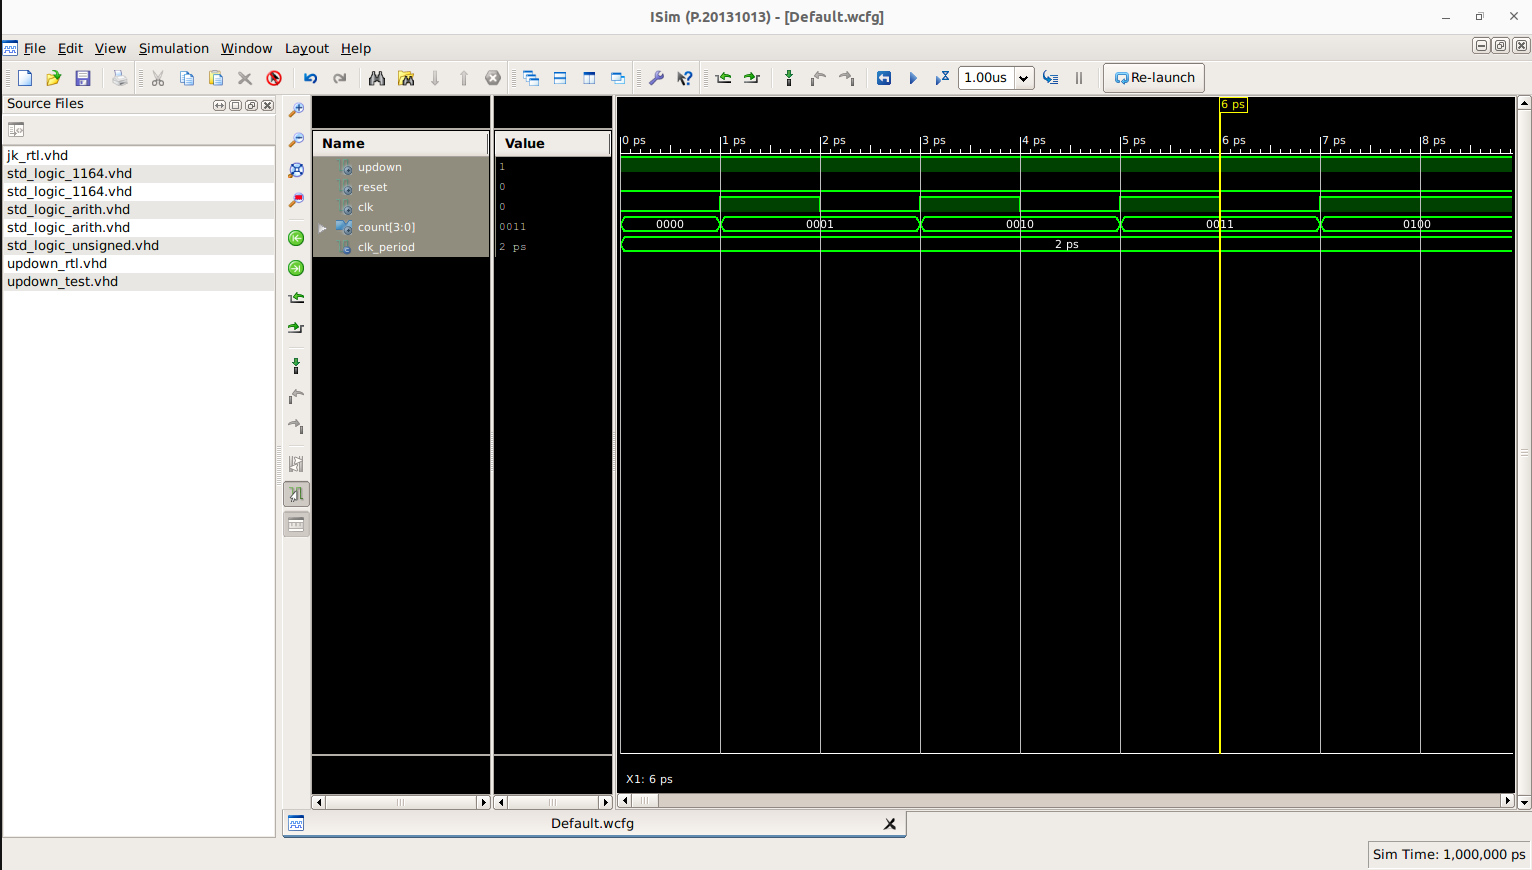 ISim (P.20131013) - [Default.wcfg]
File Edit View Simulation Window Layout Help
1.00us
Re-launch
Source Files
jk_rtl.vhd
std_logic_1164.vhd
std_logic_1164.vhd
std_logic_arith.vhd
std_logic_arith.vhd
std_logic_unsigned.vhd
updown_rtl.vhd
updown_test.vhd
Name Value
updown 1
reset 0
clk 0
count[3:0] 0011
clk_period 2 ps
6 ps
0 ps 1 ps 2 ps 3 ps 4 ps 5 ps 6 ps 7 ps 8 ps
0000 0001 0010 0011 0100
2 ps
X1: 6 ps
Default.wcfg
Sim Time: 1,000,000 ps